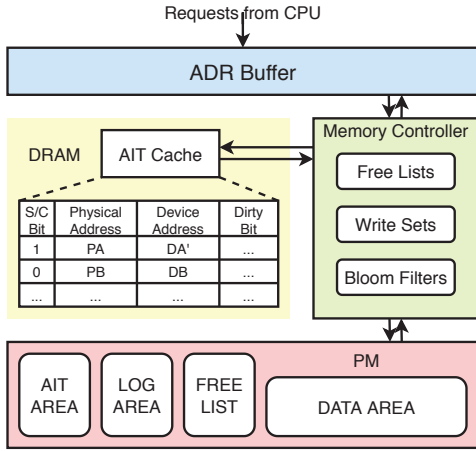 Requests from CPU
ADR Buffer
DRAM
AIT Cache
S/C Bit
Physical Address
Device Address
Dirty Bit
1 PA DA' ...
0 PB DB ...
... ... ... ...
Memory Controller
Free Lists
Write Sets
Bloom Filters
PM
AIT AREA
LOG AREA
FREE LIST
DATA AREA